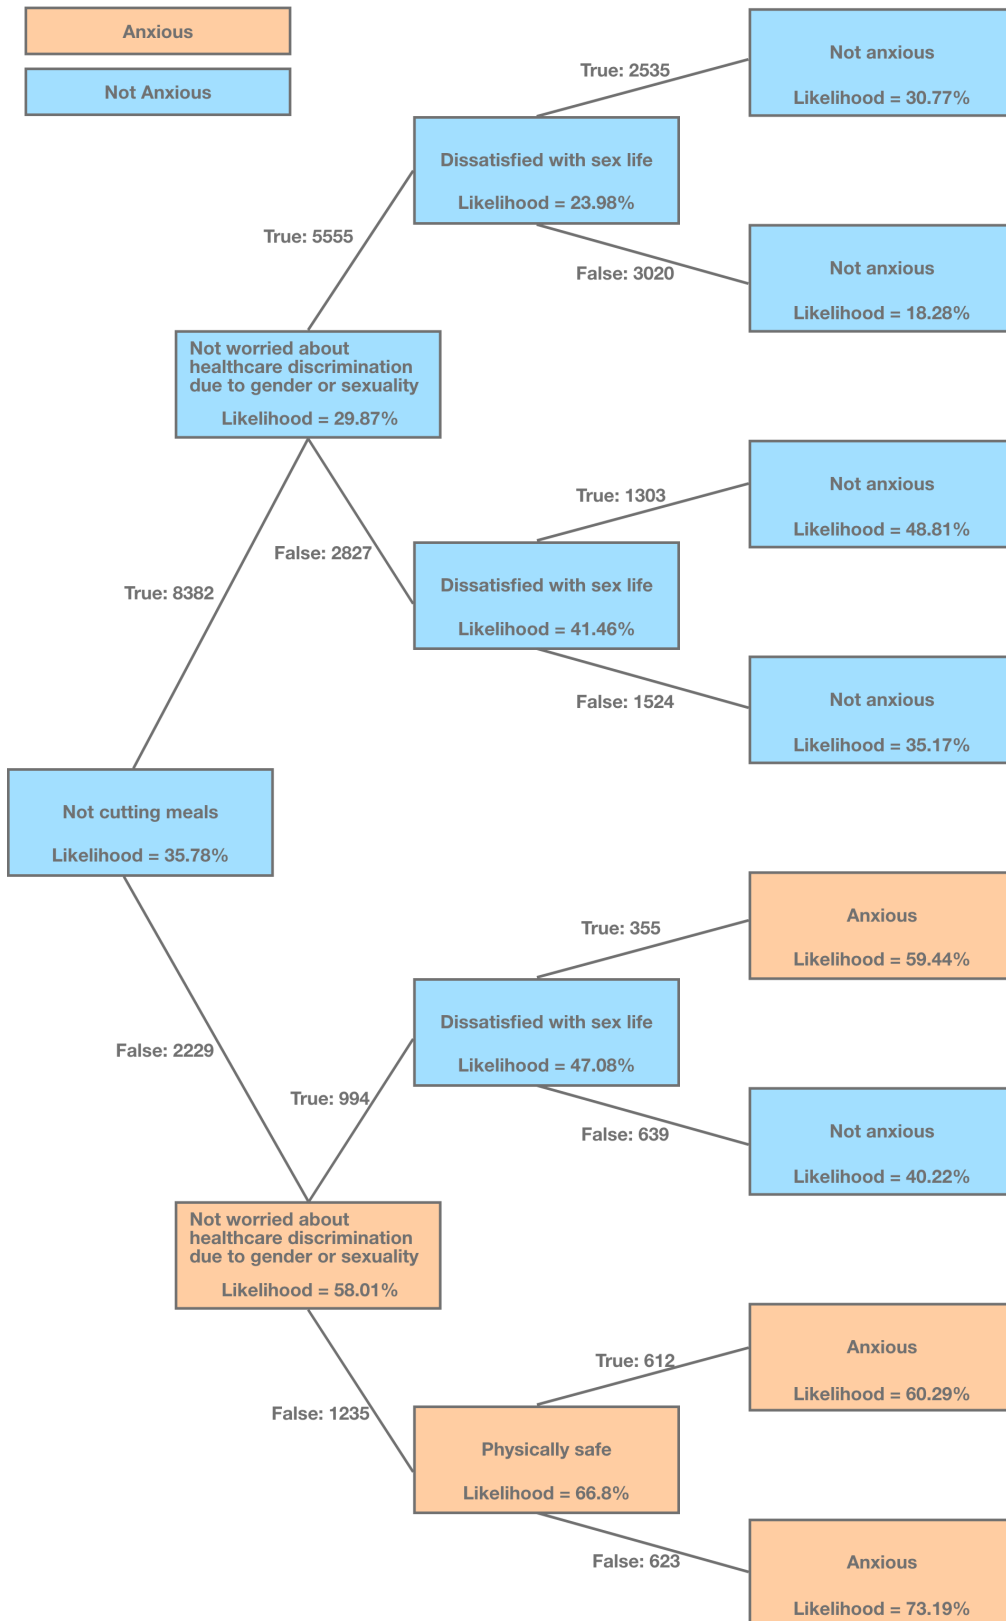 Anxious
Not Anxious
True: 2535
Not anxious
Likelihood = 30.77%
Dissatisfied with sex life
Likelihood = 23.98%
True: 5555
False: 3020
Not anxious
Likelihood = 18.28%
Not worried about
healthcare discrimination
due to gender or sexuality
Likelihood = 29.87%
True: 1303
Not anxious
Likelihood = 48.81%
False: 2827
Dissatisfied with sex life
Likelihood = 41.46%
True: 8382
False: 1524
Not anxious
Likelihood = 35.17%
Not cutting meals
Likelihood = 35.78%
True: 355
Anxious
Likelihood = 59.44%
Dissatisfied with sex life
Likelihood = 47.08%
False: 2229
True: 994
False: 639
Not anxious
Likelihood = 40.22%
Not worried about
healthcare discrimination
due to gender or sexuality
Likelihood = 58.01%
True: 612
Anxious
Likelihood = 60.29%
False: 1235
Physically safe
Likelihood = 66.8%
False: 623
Anxious
Likelihood = 73.19%